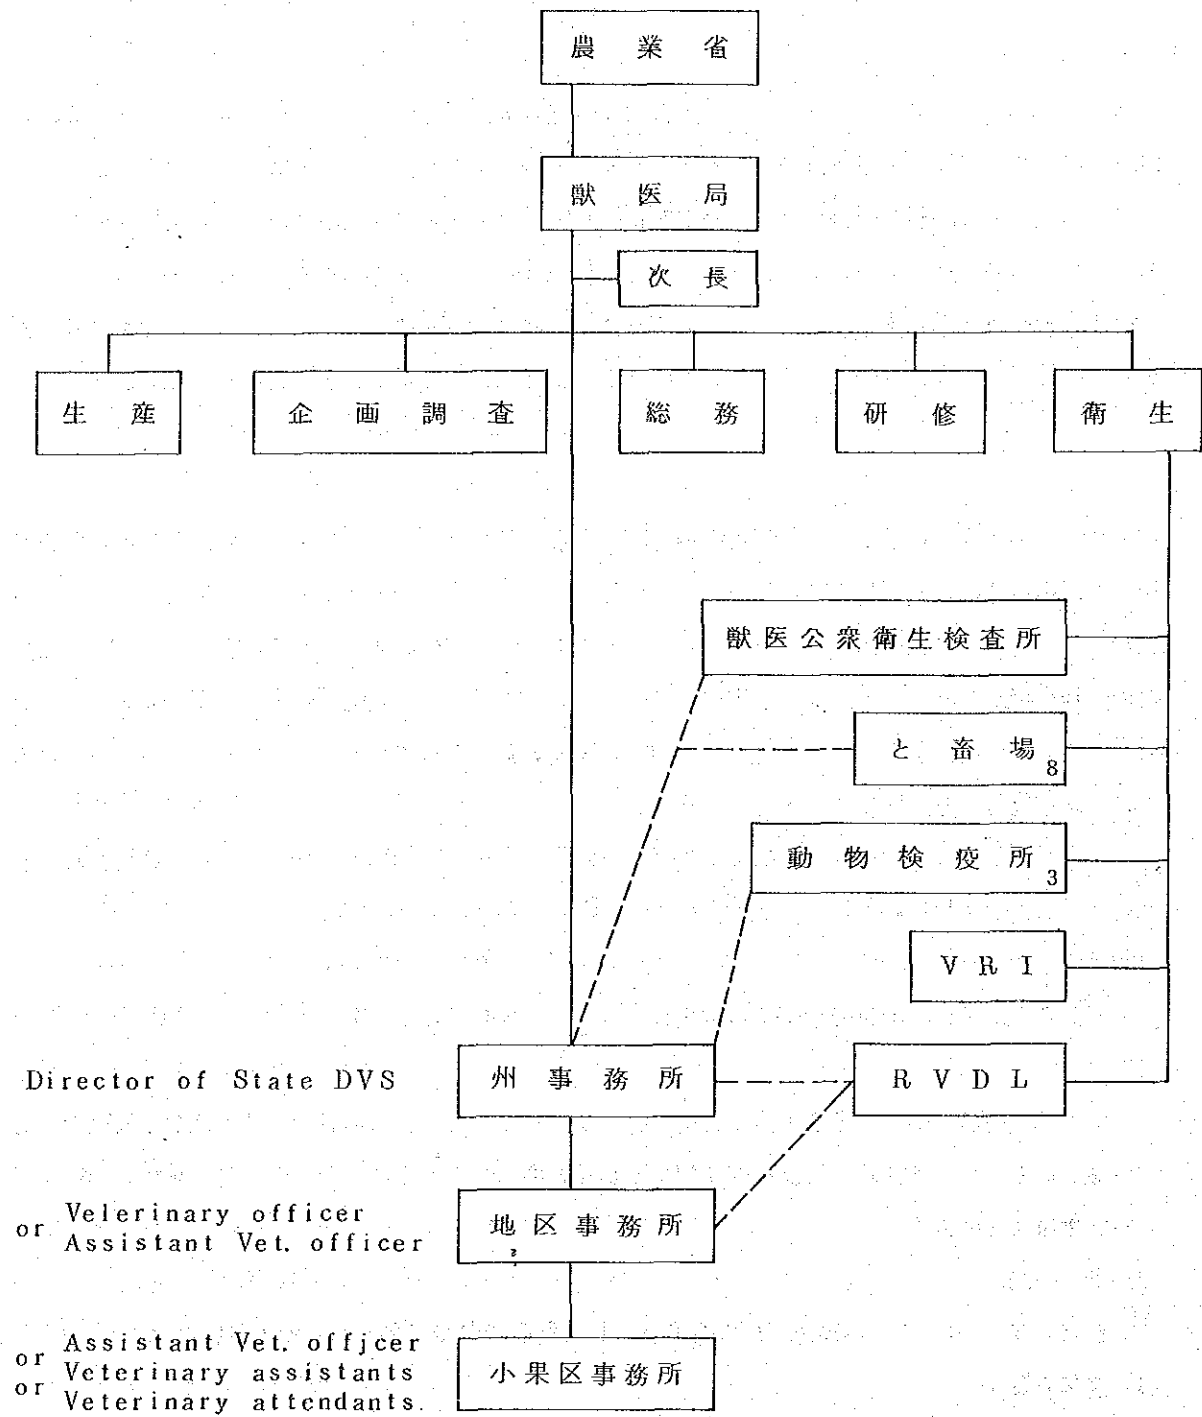 農業省
獣医局
次長
生産
企画調査
総務
研修
衛生
獣医公衆衛生検査所
と畜場 8
動物検疫所 3
VRI
Director of State DVS
州事務所
RVDL
or Velerinary officer
Assistant Vet. officer
地区事務所
Assistant Vet. offjcer
or Veterinary assistants
or Veterinary attendants.
小果区事務所